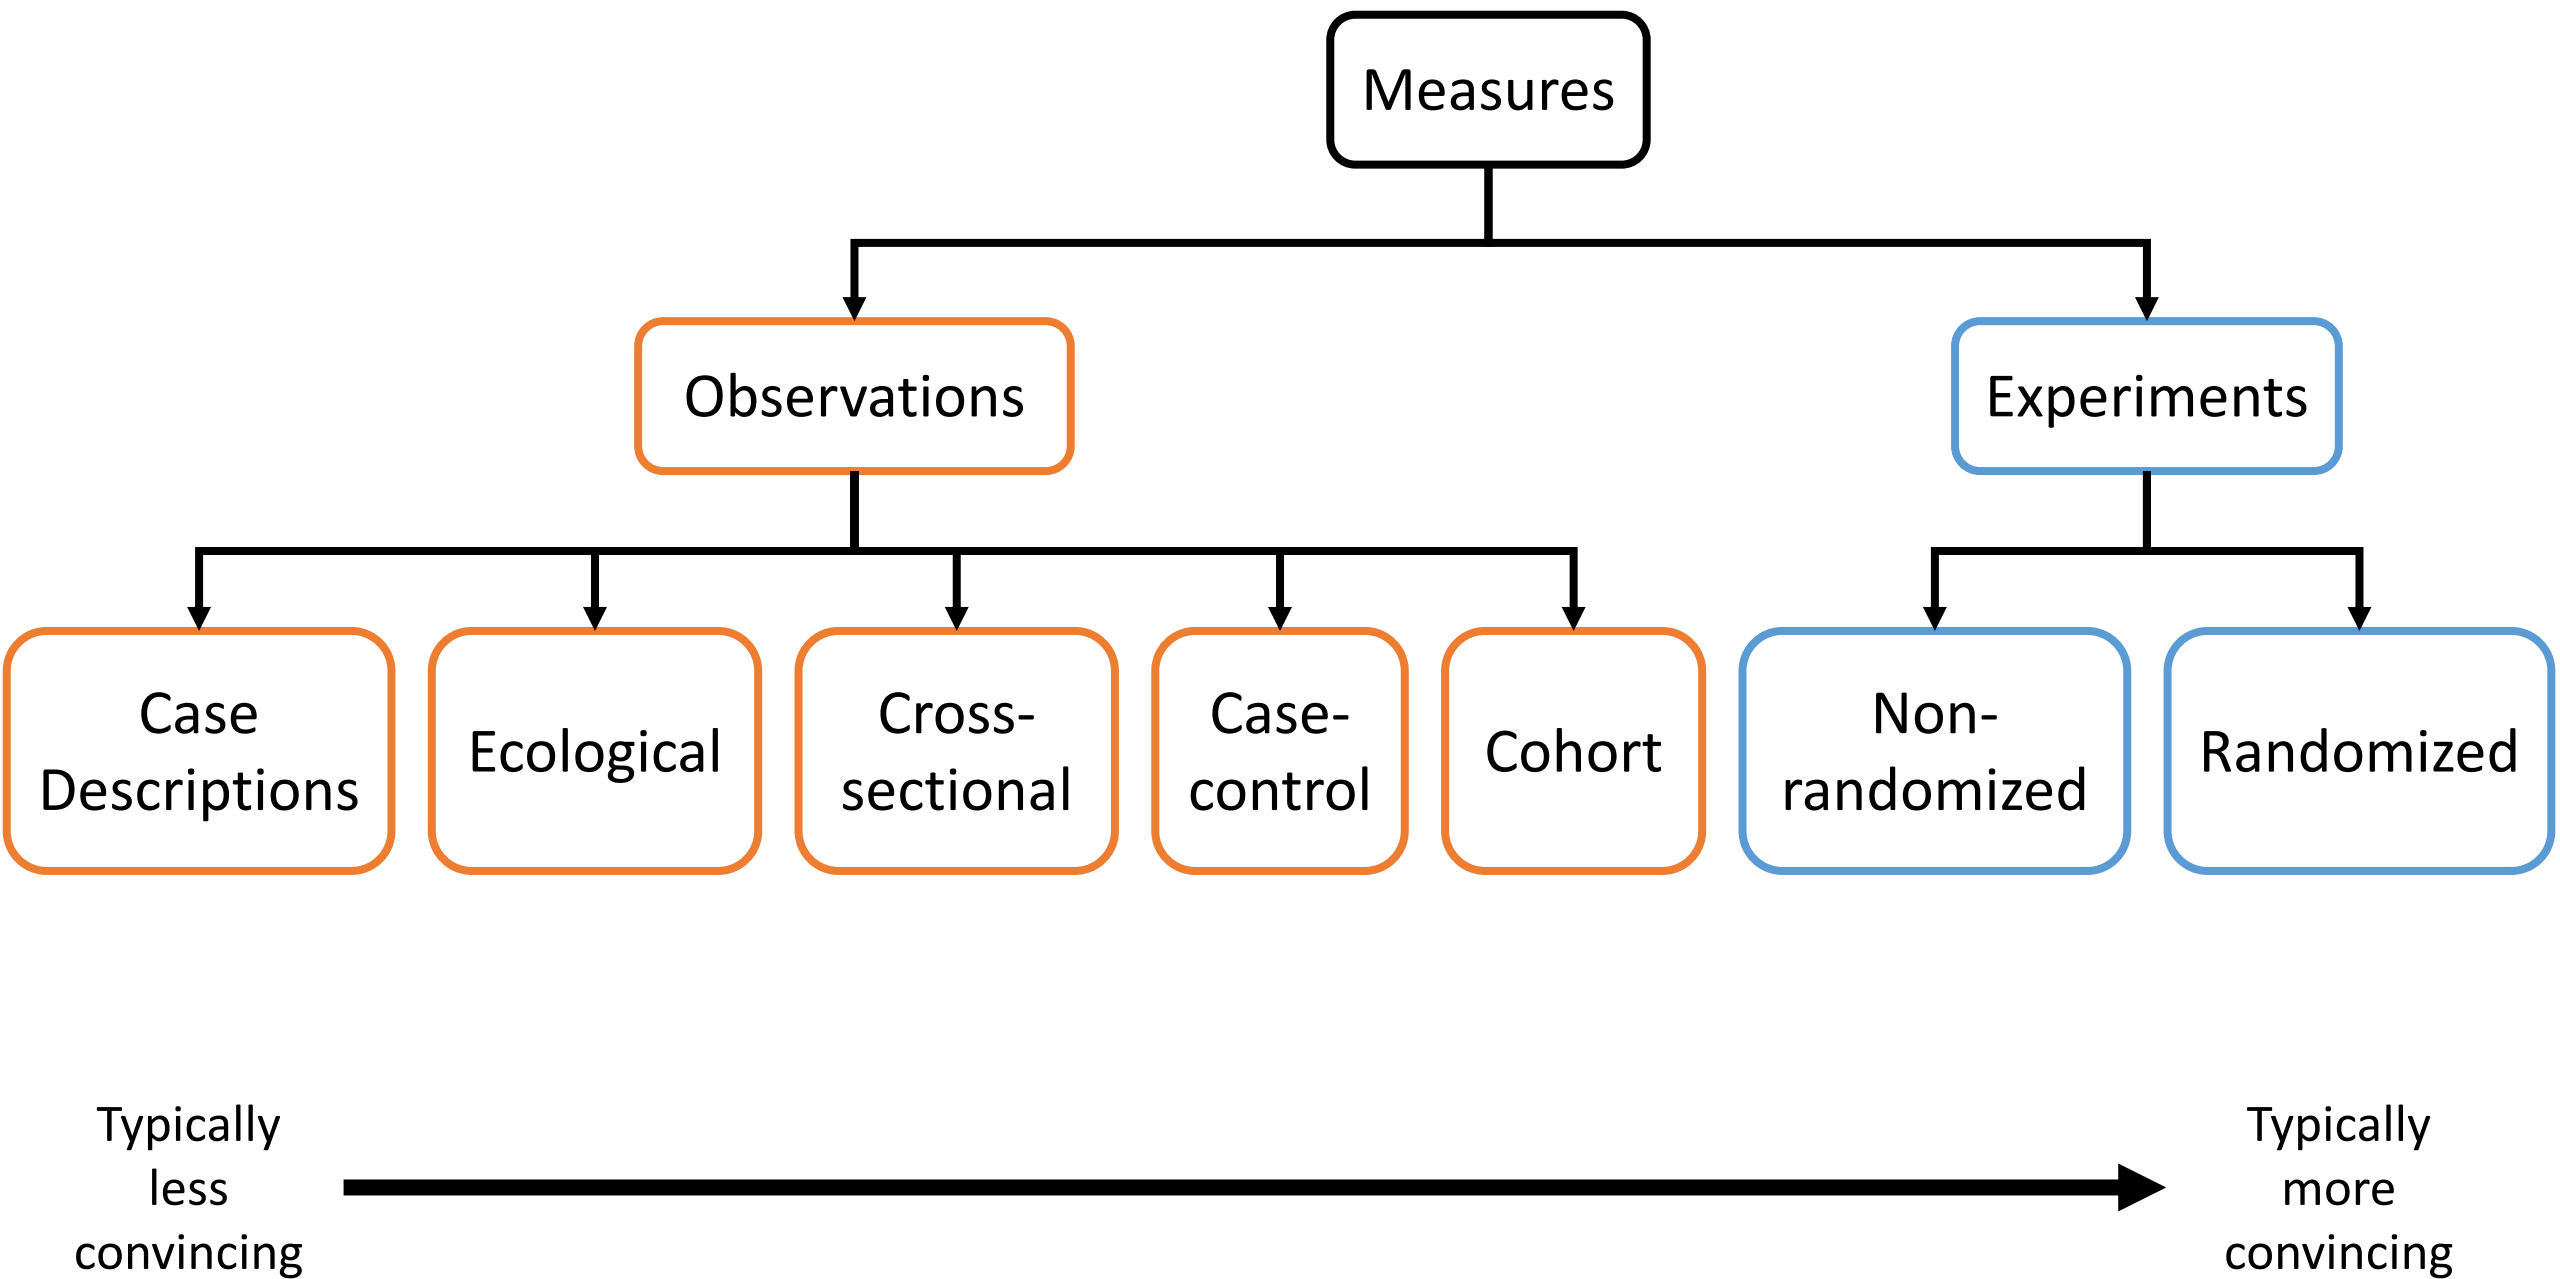 Measures
Observations
Experiments
Case
Descriptions
Ecological
Cross-
sectional
Case-
control
Cohort
Non-
randomized
Randomized
Typically
less
convincing
Typically
more
convincing